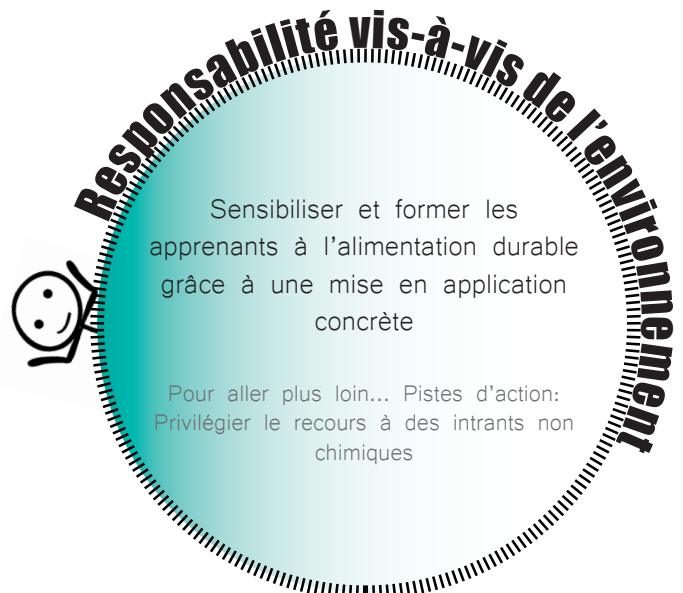 Responsabilité vis-à-vis de l'environnement
Sensibiliser et former les
apprenants à l'alimentation durable
grâce à une mise en application
concrète
Pour aller plus loin... Pistes d'action:
Privilégier le recours à des intrants non
chimiques